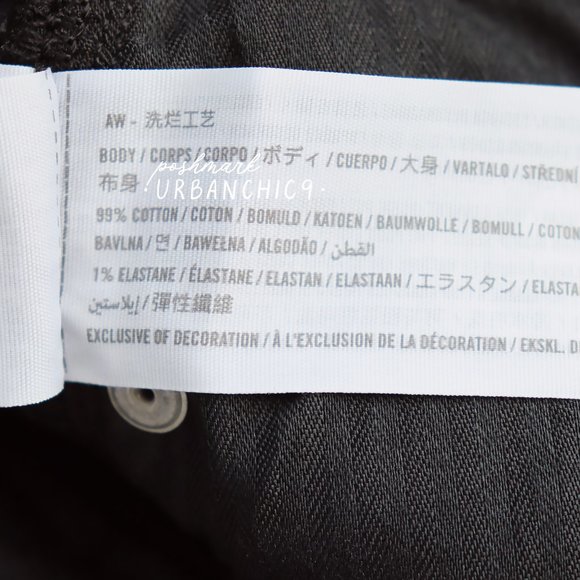 AW - 洗烂工艺
BODY / CORPS / CORPO / ボディ / CUERPO / 大身 / VARTALO / STŘEDNÍ
布身
poshmark
URBANCHIC9
99% COTTON / COTON / BOMULD / KATOEN / BAUMWOLLE / BOMULL / COTON
BAVLNA / 면 / BAWEŁNA / ALGODÃO / القطن
1% ELASTANE / ÉLASTANE / ELASTAN / ELASTAAN / エラスタン / ELASTA
إيلاستين / 彈性纖維
EXCLUSIVE OF DECORATION / À L'EXCLUSION DE LA DÉCORATION / EKSKL. D